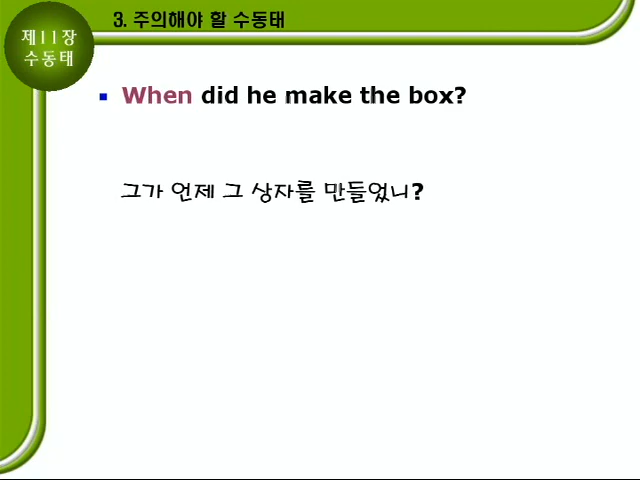 3. 주의해야 할 수동태
제11장
수동태
When did he make the box?
그가 언제 그 상자를 만들었니?